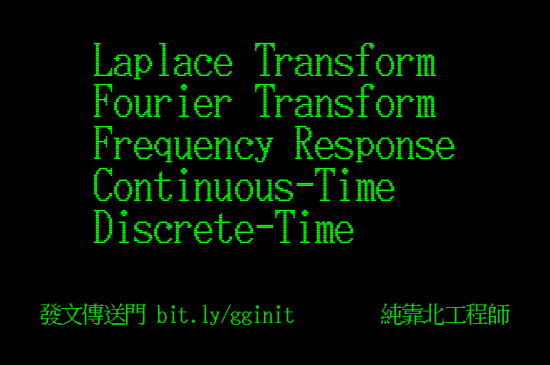 Laplace Transform
Fourier Transform
Frequency Response
Continuous-Time
Discrete-Time
發文傳送門 bit.ly/gginit 純靠北工程師